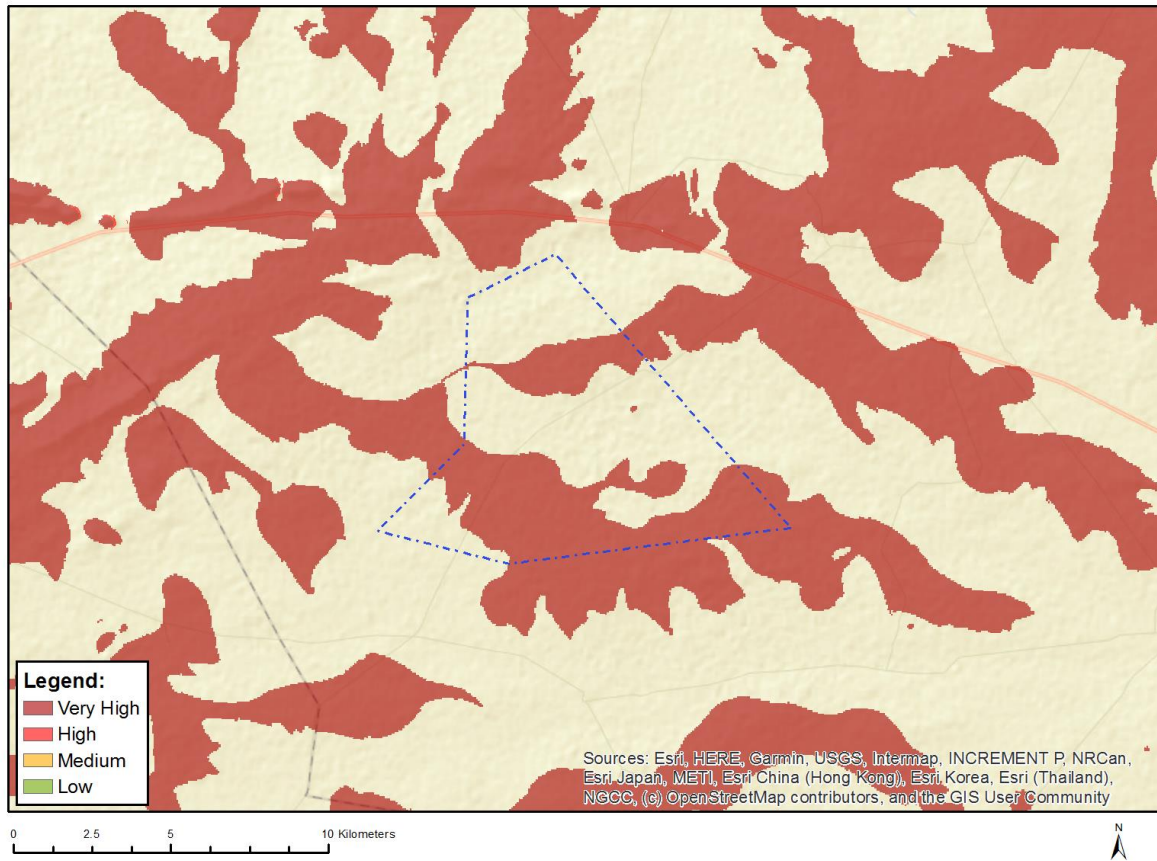 Legend:
Very High
High
Medium
Low
Sources: Esri, HERE, Garmin, USGS, Intermap, INCREMENT P, NRCan,
Esri Japan, METI, Esri China (Hong Kong), Esri Korea, Esri (Thailand),
NGCC, (c) OpenStreetMap contributors, and the GIS User Community
0 2.5 5 10 Kilometers
N